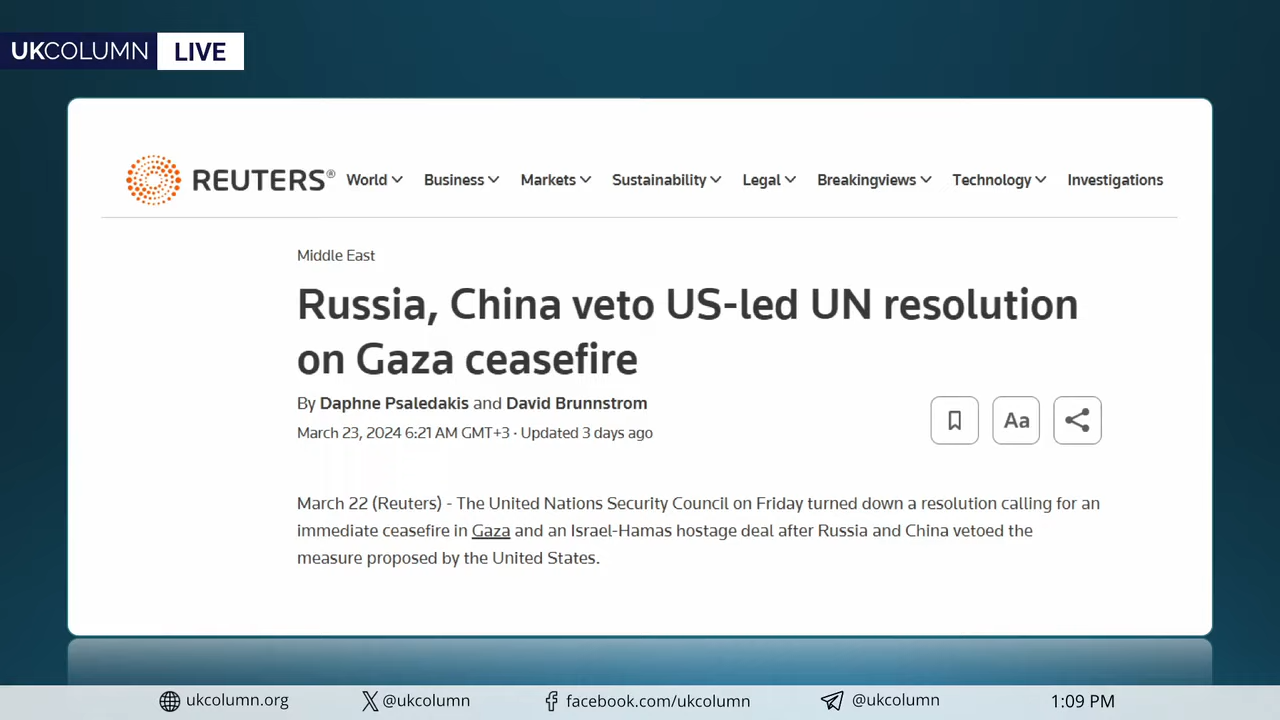 UKCOLUMN LIVE
REUTERS® World Business Markets Sustainability Legal Breakingviews Technology Investigations
Middle East
Russia, China veto US-led UN resolution
on Gaza ceasefire
By Daphne Psaledakis and David Brunnstrom
March 23, 2024 6:21 AM GMT+3 · Updated 3 days ago
Aa
March 22 (Reuters) - The United Nations Security Council on Friday turned down a resolution calling for an
immediate ceasefire in Gaza and an Israel-Hamas hostage deal after Russia and China vetoed the
measure proposed by the United States.
ukcolumn.org @ukcolumn facebook.com/ukcolumn @ukcolumn 1:09 PM